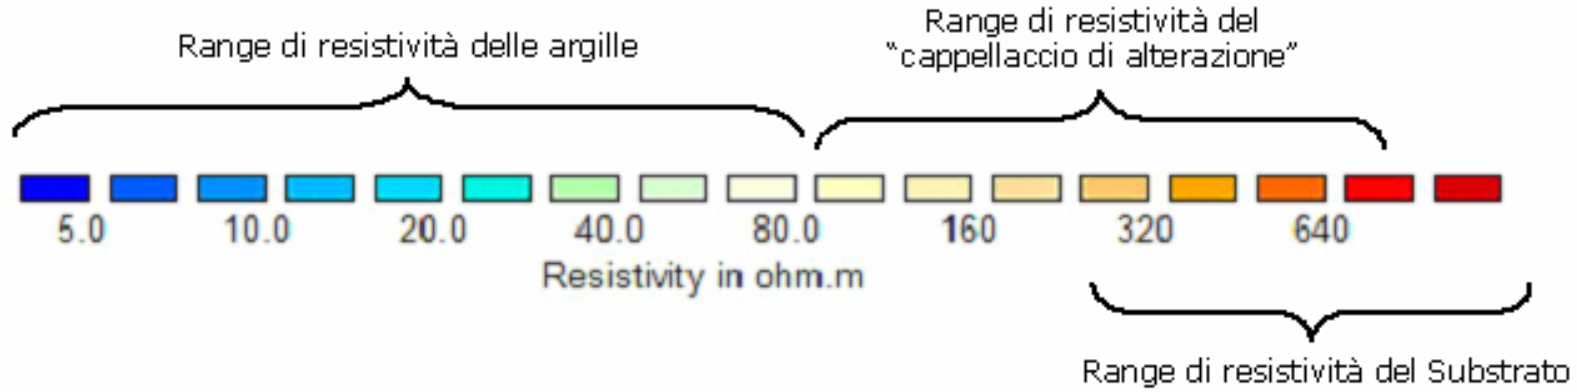 Range di resistività del
Range di resistività delle argille
“cappellaccio di alterazione”
5.0 10.0 20.0 40.0 80.0 160 320 640
Resistivity in ohm.m
Range di resistività del Substrato